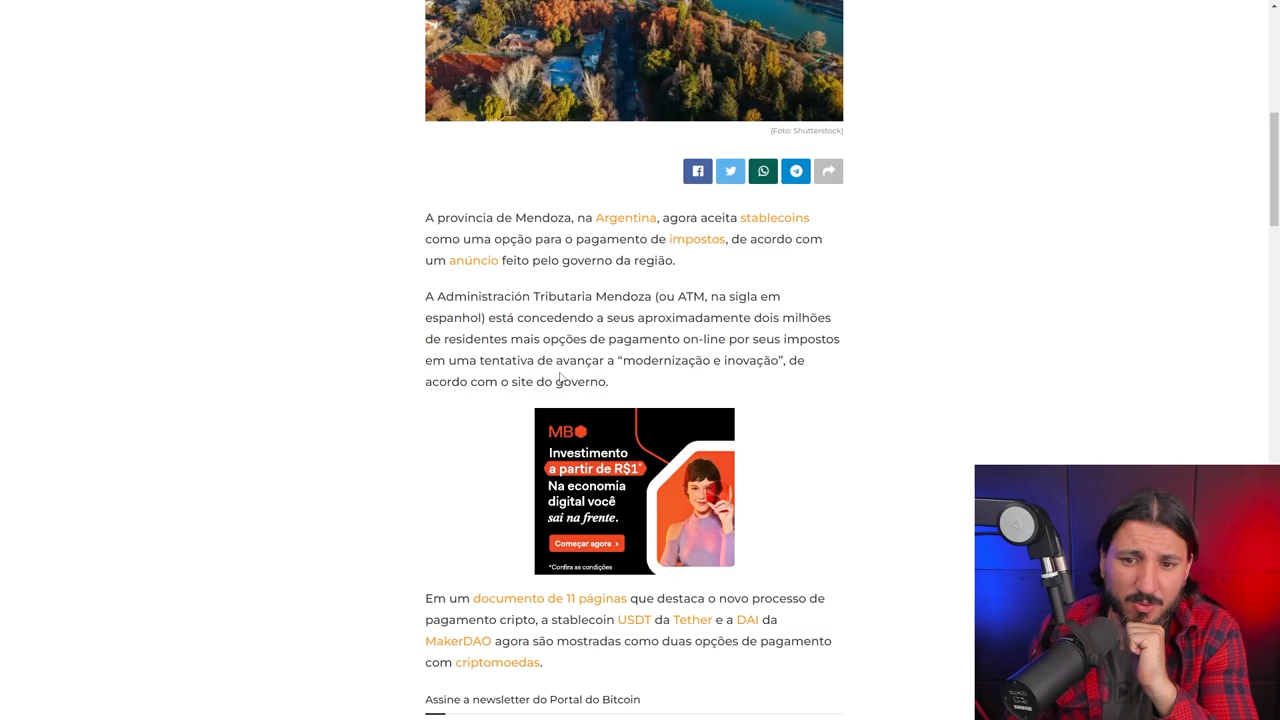 (Foto: Shutterstock)
A província de Mendoza, na Argentina, agora aceita stablecoins
como uma opção para o pagamento de impostos, de acordo com
um anúncio feito pelo governo da região.
A Administración Tributaria Mendoza (ou ATM, na sigla em
espanhol) está concedendo a seus aproximadamente dois milhões
de residentes mais opções de pagamento on-line por seus impostos
em uma tentativa de avançar a “modernização e inovação”, de
acordo com o site do governo.
MB
Investimento
a partir de R$1*
Na economia
digital você
sai na frente.
Começar agora >
*Confira as condições
Em um documento de 11 páginas que destaca o novo processo de
pagamento cripto, a stablecoin USDT da Tether e a DAI da
MakerDAO agora são mostradas como duas opções de pagamento
com criptomoedas.
Assine a newsletter do Portal do Bitcoin